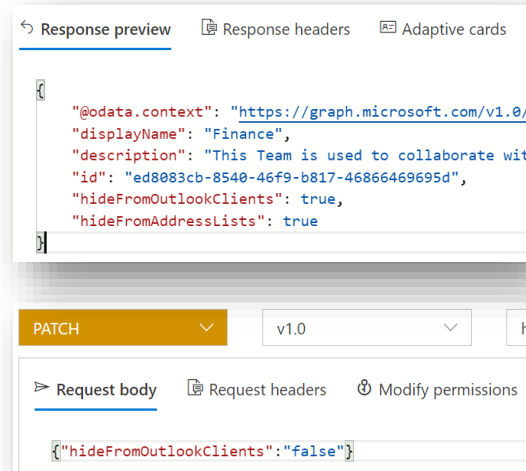 Response preview Response headers Adaptive cards
{
"@odata.context": "https://graph.microsoft.com/v1.0/
"displayName": "Finance",
"description": "This Team is used to collaborate wit
"id": "ed8083cb-8540-46f9-b817-46866469695d",
"hideFromOutlookClients": true,
"hideFromAddressLists": true
}
PATCH v1.0 h
Request body Request headers Modify permissions
{"hideFromOutlookClients":"false"}